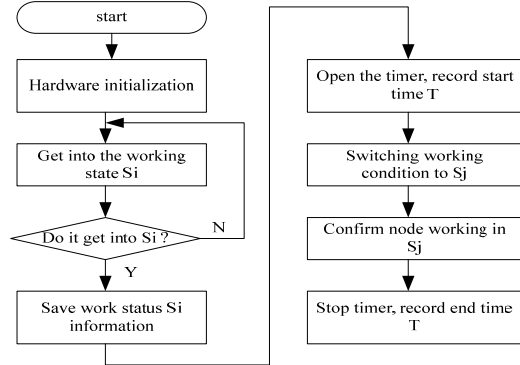 start
Hardware initialization
Get into the working
state Si
Do it get into Si ?
N
Y
Save work status Si
information
Open the timer, record start
time T
Switching working
condition to Sj
Confirm node working in
Sj
Stop timer, record end time
T